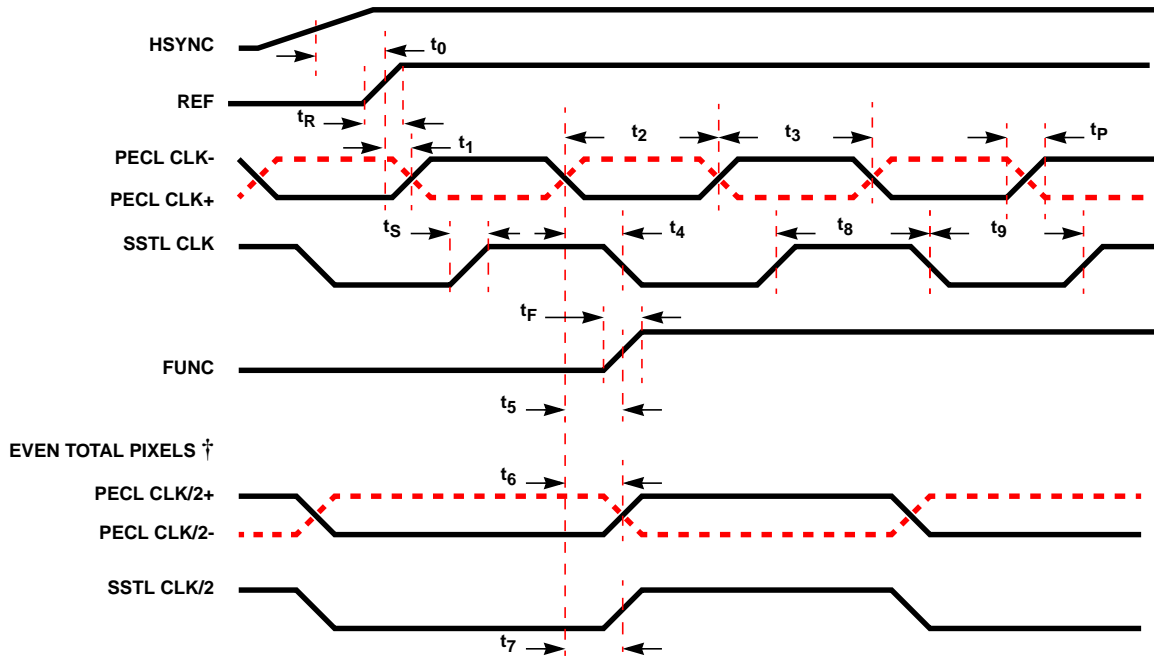 HSYNC
t0
REF
tR
t1
t2
t3
tP
PECL CLK-
PECL CLK+
tS
t4
t8
t9
SSTL CLK
tF
FUNC
t5
EVEN TOTAL PIXELS †
t6
PECL CLK/2+
PECL CLK/2-
SSTL CLK/2
t7